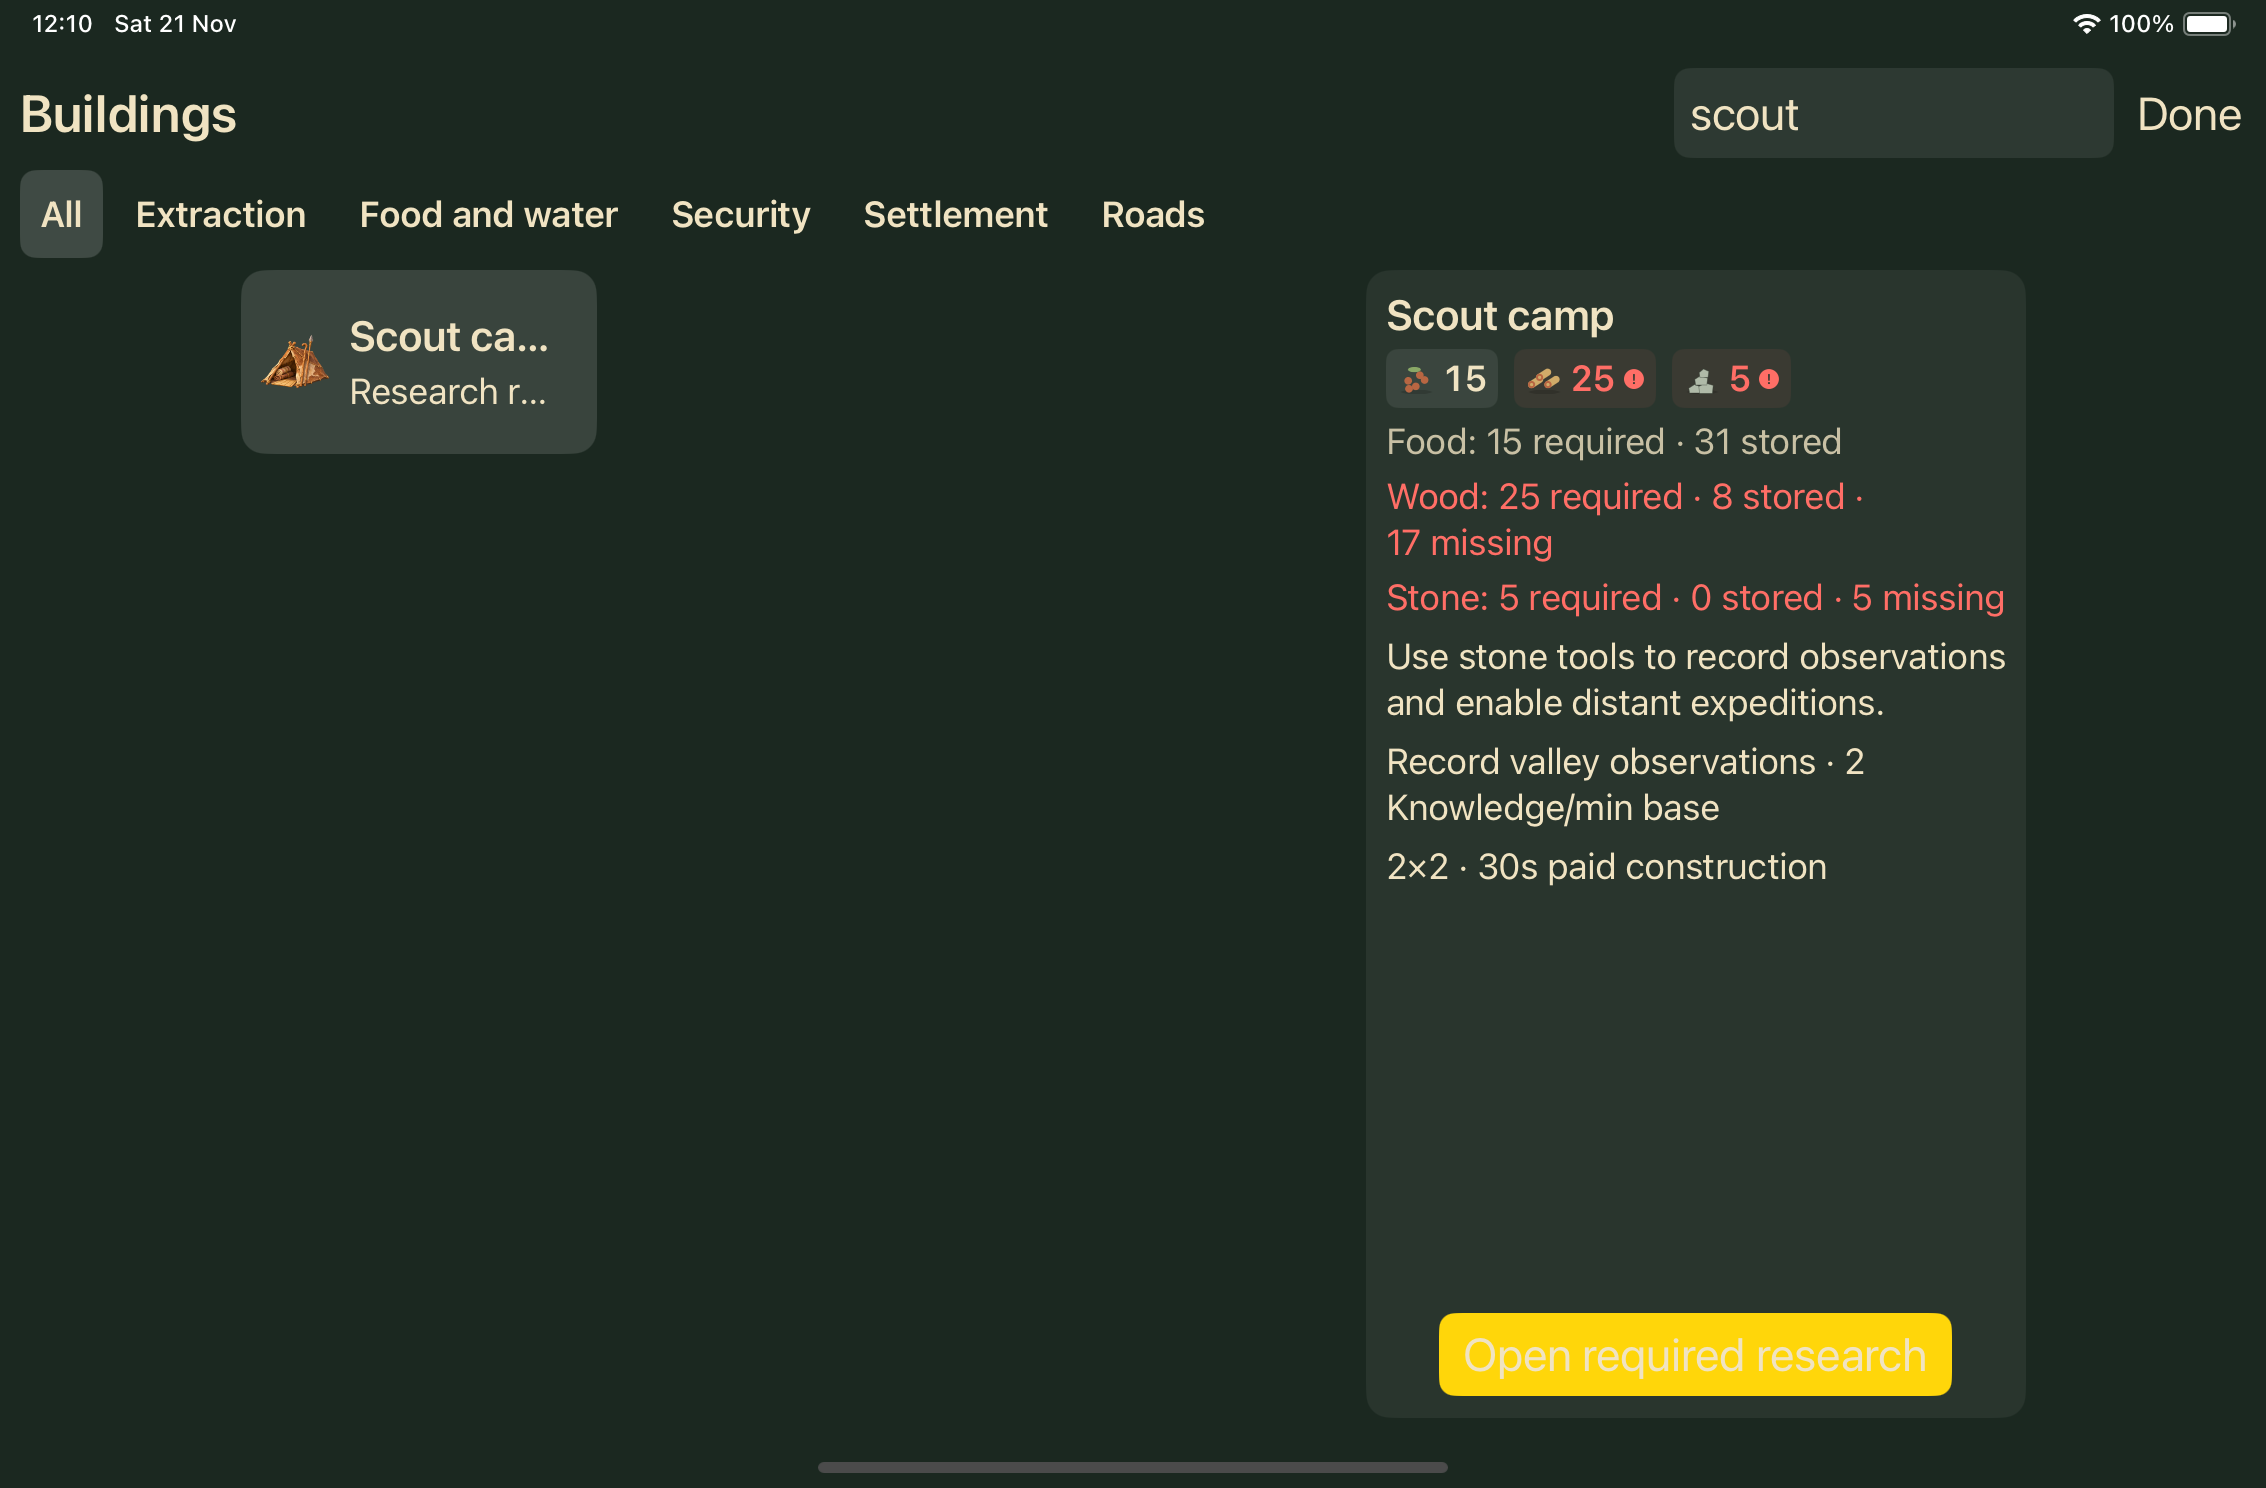 12:10 Sat 21 Nov
100%
Buildings
scout
Done
All
Extraction
Food and water
Security
Settlement
Roads
Scout ca...
Research r...
Scout camp
15
25
5
Food: 15 required · 31 stored
Wood: 25 required · 8 stored ·
17 missing
Stone: 5 required · 0 stored · 5 missing
Use stone tools to record observations
and enable distant expeditions.
Record valley observations · 2
Knowledge/min base
2×2 · 30s paid construction
Open required research